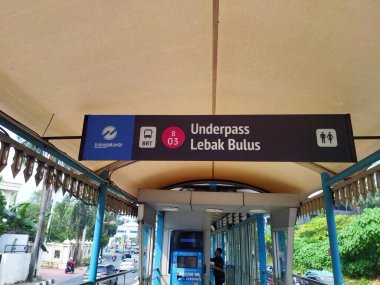 transjakarta
BRT
8
03
Underpass
Lebak Bulus